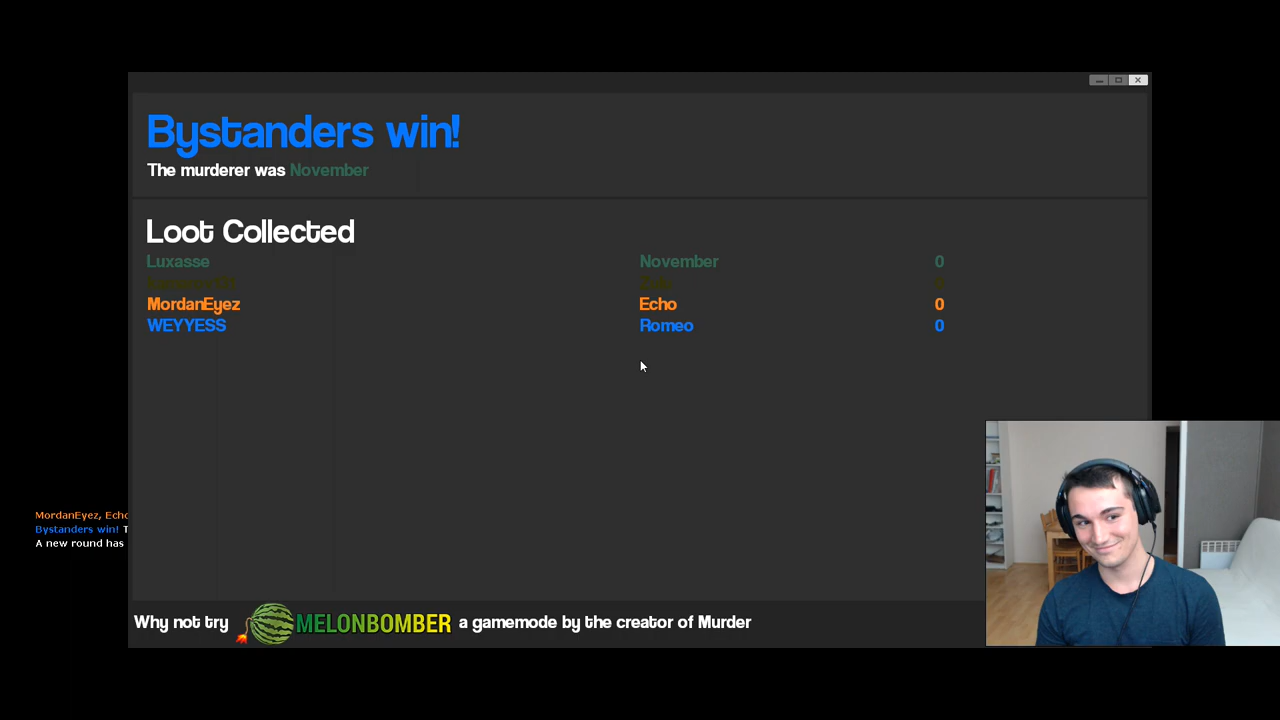 Bystanders win!
The murderer was November
Loot Collected
Luxasse November 0
0
MordanEyez Echo 0
WEYYESS Romeo 0
MordanEyez, Echo
Bystanders win! T
A new round has
Why not try MELONBOMBER a gamemode by the creator of Murder